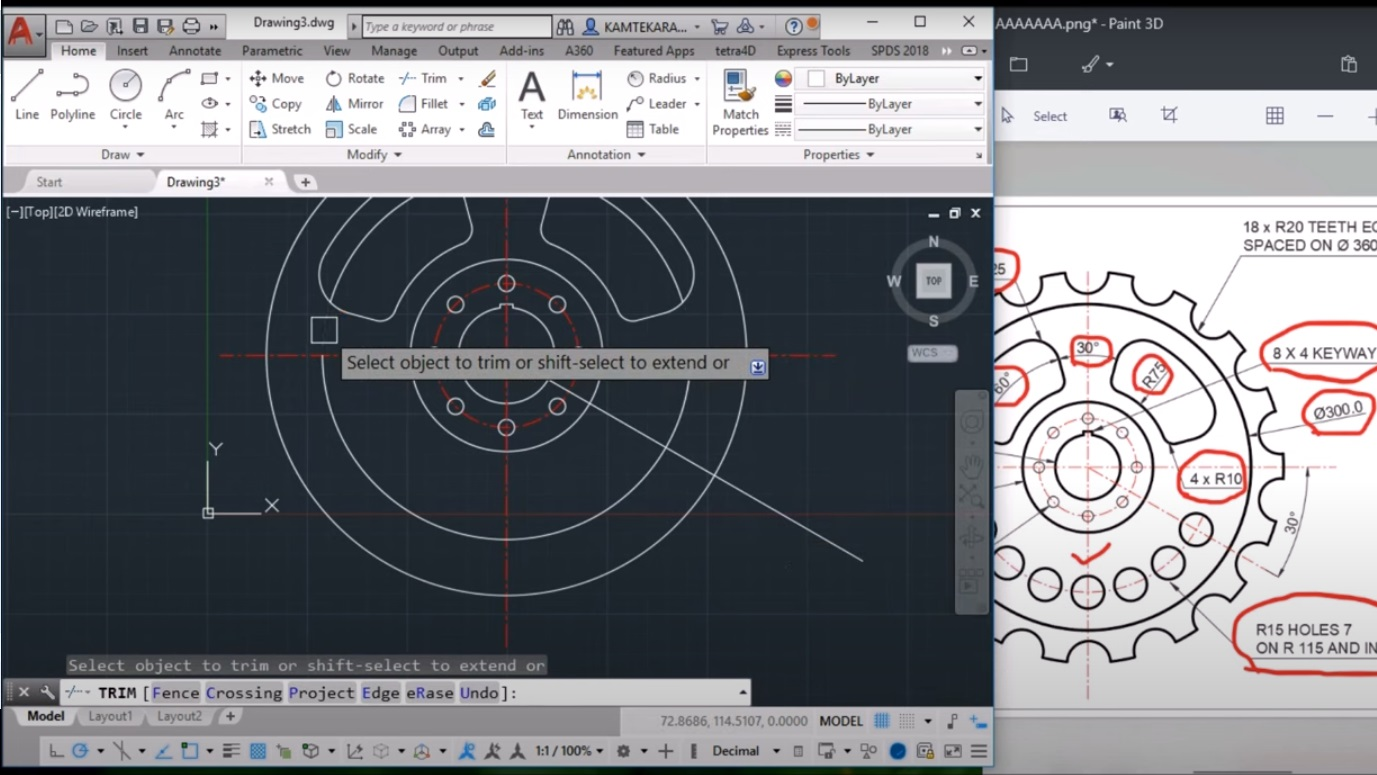 Drawing3.dwg
Type a keyword or phrase
KAMTEKARA...
AAAAAAA.png* - Paint 3D
Home Insert Annotate Parametric View Manage Output Add-ins A360 Featured Apps tetra4D Express Tools SPDS 2018
Line Polyline Circle Arc
Move Rotate Trim
Copy Mirror Fillet
Stretch Scale Array
Text Dimension
Radius
Leader
Table
Match
Properties
ByLayer
ByLayer
ByLayer
Draw Modify Annotation Properties
Select
Start Drawing3*
[−][Top][2D Wireframe]
N
W TOP E
S
WCS
Select object to trim or shift-select to extend or
Y
X
18 x R20 TEETH EC
SPACED ON Ø 360
25
30°
8 X 4 KEYWAY
60°
R75
Ø300.0
4 x R10
30°
R15 HOLES 7
ON R 115 AND IN
Select object to trim or shift-select to extend or
TRIM [Fence Crossing Project Edge eRase Undo]:
Model Layout1 Layout2
72.8686, 114.5107, 0.0000 MODEL
1:1 / 100% Decimal